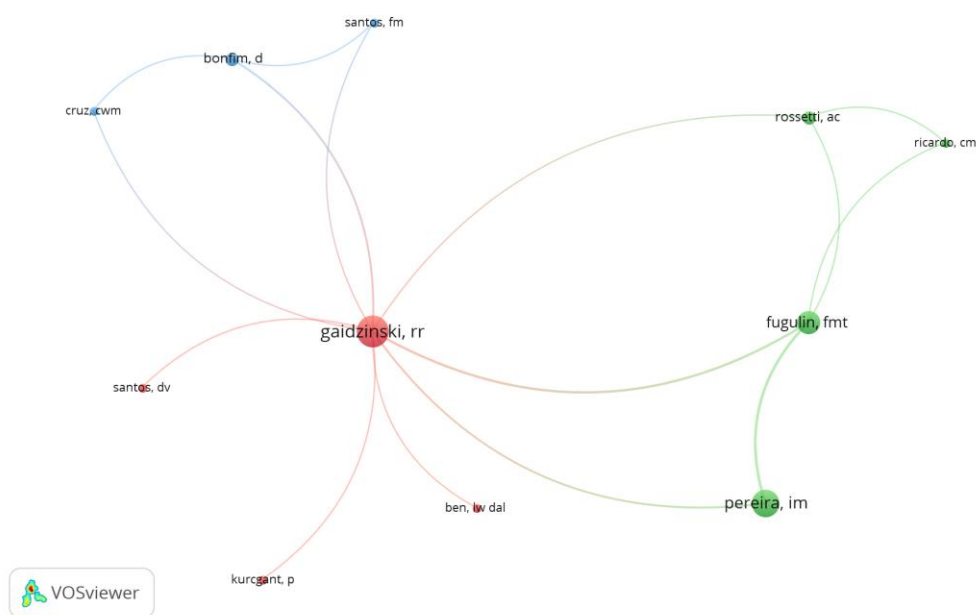 santos, fm
bonfim, d
cruz, cwm
rossetti, ac
ricardo, cm
gaidzinski, rr
fugulin, fmt
santos, dv
pereira, im
ben, lw dal
kurcgant, p
VOSviewer